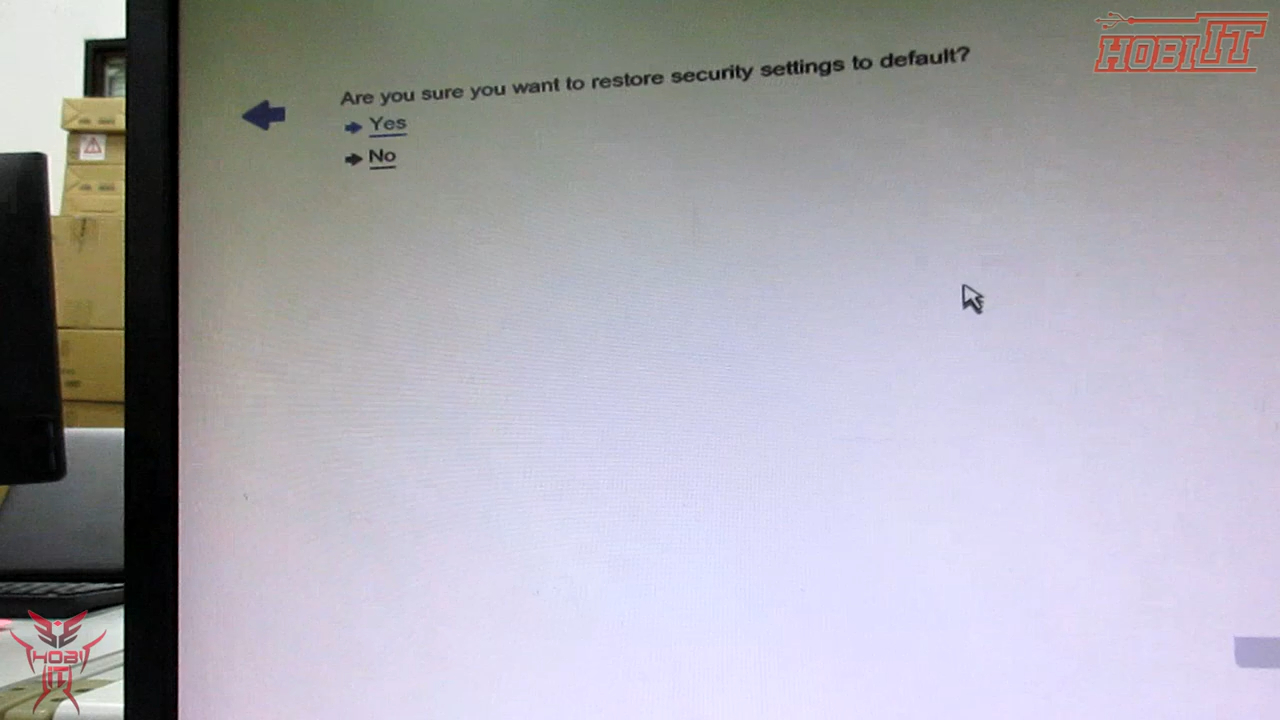 HOBI IT
Are you sure you want to restore security settings to default?
Yes
No
HOBI
IT